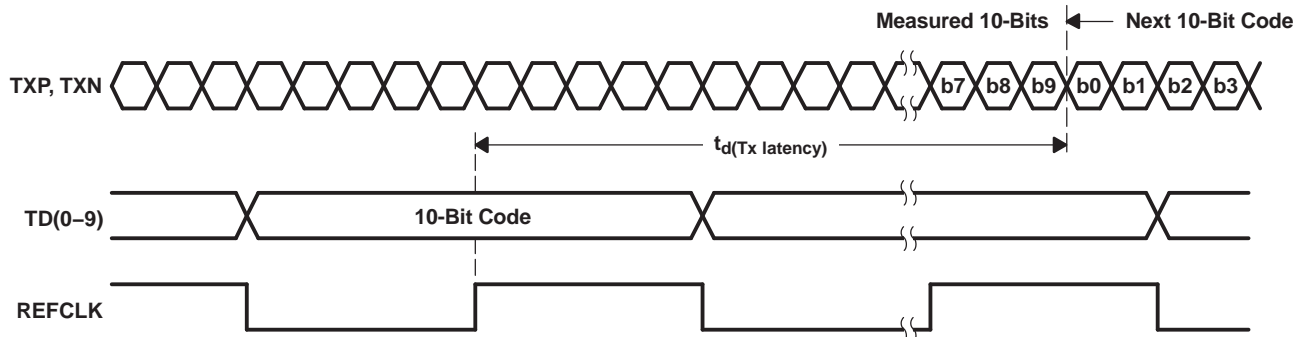 Measured 10-Bits Next 10-Bit Code
TXP, TXN b7 b8 b9 b0 b1 b2 b3
td(Tx latency)
TD(0–9) 10-Bit Code
REFCLK